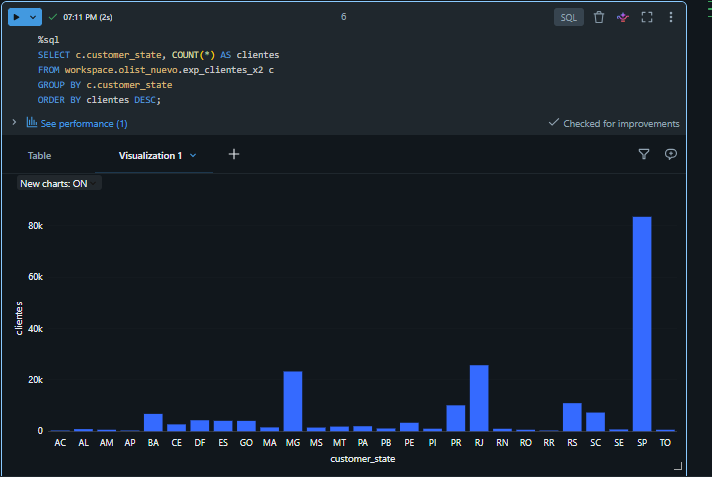 07:11 PM (2s)
6
SQL
%sql
SELECT c.customer_state, COUNT(*) AS clientes
FROM workspace.olist_nuevo.exp_clientes_x2 c
GROUP BY c.customer_state
ORDER BY clientes DESC;
See performance (1)
Checked for improvements
Table
Visualization 1
New charts: ON
80k
60k
40k
20k
0
clientes
AC AL AM AP BA CE DF ES GO MA MG MS MT PA PB PE PI PR RJ RN RO RR RS SC SE SP TO
customer_state